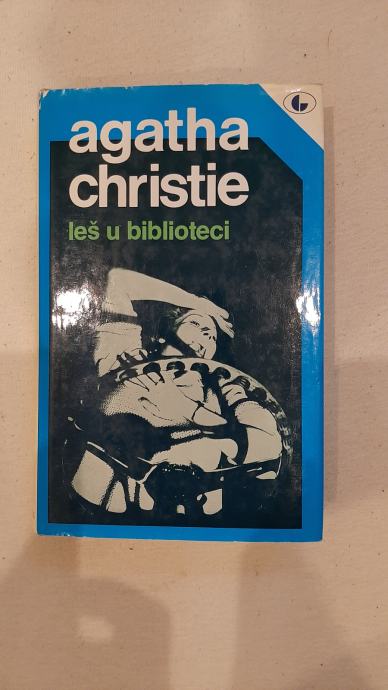 agatha
christie
leš u biblioteci